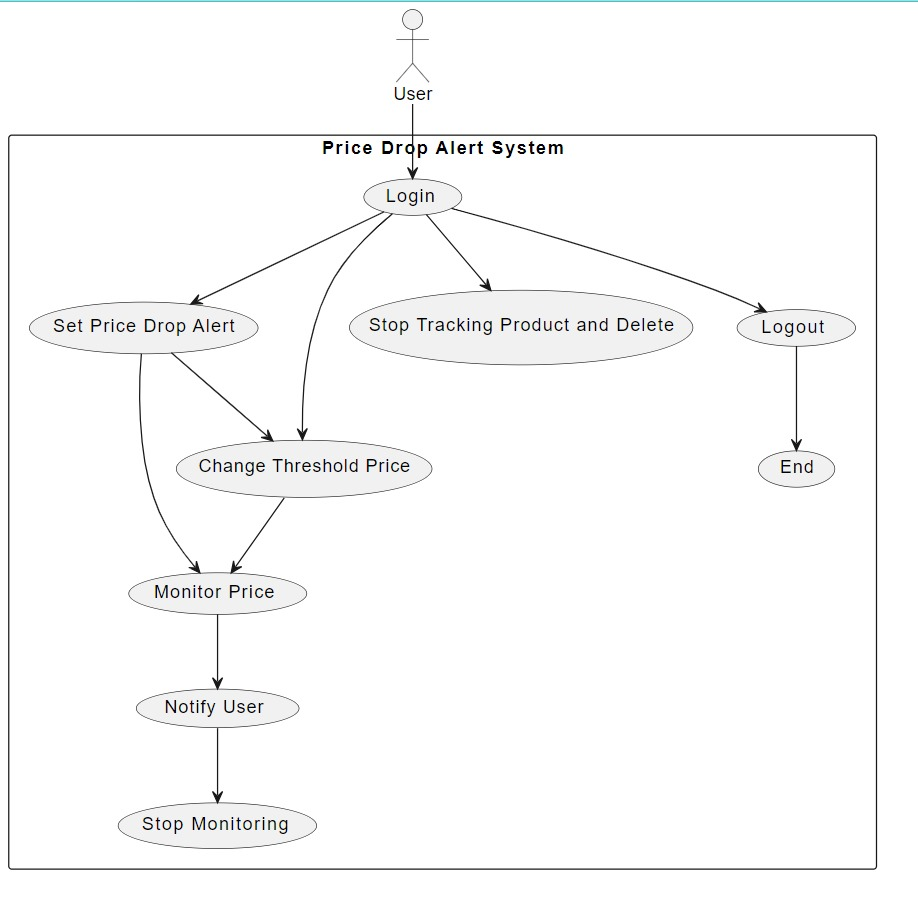 User
Price Drop Alert System
Login
Set Price Drop Alert
Stop Tracking Product and Delete
Logout
Change Threshold Price
End
Monitor Price
Notify User
Stop Monitoring